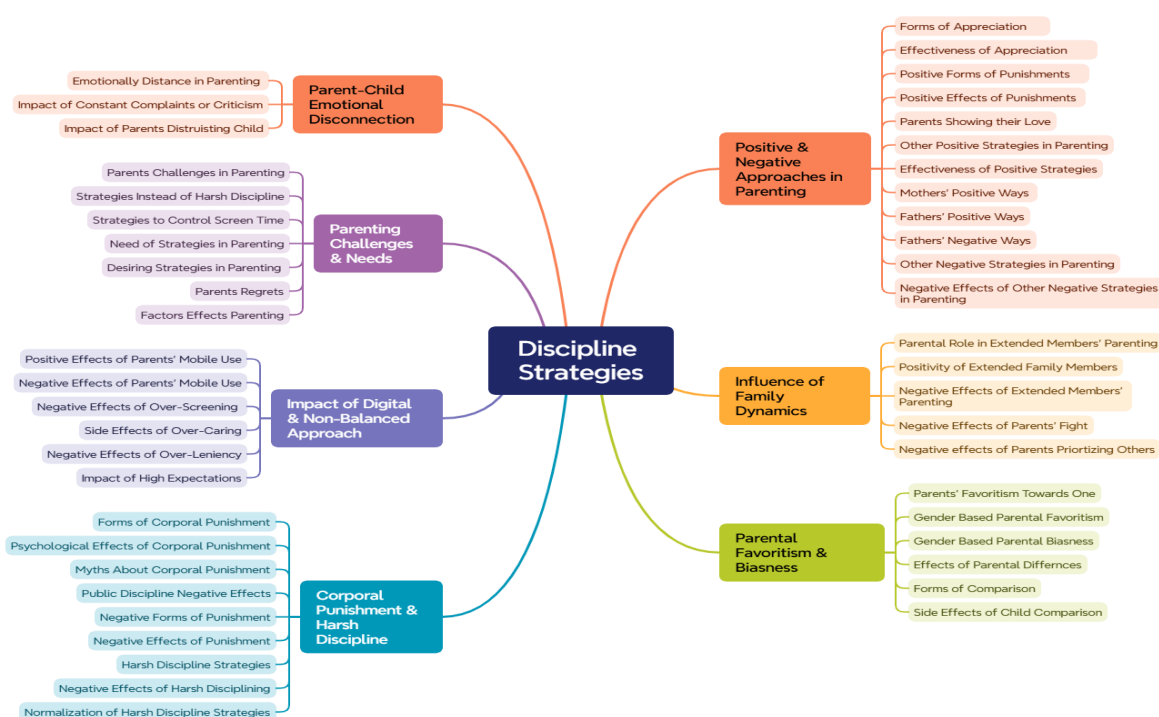 Discipline
Strategies
Parent-Child
Emotional
Disconnection
Emotionally Distance in Parenting
Impact of Constant Complaints or Criticism
Impact of Parents Distruisting Child
Parenting
Challenges
& Needs
Parents Challenges in Parenting
Strategies Instead of Harsh Discipline
Strategies to Control Screen Time
Need of Strategies in Parenting
Desiring Strategies in Parenting
Parents Regrets
Factors Effects Parenting
Impact of Digital
& Non-Balanced
Approach
Positive Effects of Parents' Mobile Use
Negative Effects of Parents' Mobile Use
Negative Effects of Over-Screening
Side Effects of Over-Caring
Negative Effects of Over-Leniency
Impact of High Expectations
Corporal
Punishment &
Harsh
Discipline
Forms of Corporal Punishment
Psychological Effects of Corporal Punishment
Myths About Corporal Punishment
Public Discipline Negative Effects
Negative Forms of Punishment
Negative Effects of Punishment
Harsh Discipline Strategies
Negative Effects of Harsh Disciplining
Normalization of Harsh Discipline Strategies
Positive &
Negative
Approaches in
Parenting
Forms of Appreciation
Effectiveness of Appreciation
Positive Forms of Punishments
Positive Effects of Punishments
Parents Showing their Love
Other Positive Strategies in Parenting
Effectiveness of Positive Strategies
Mothers' Positive Ways
Fathers' Positive Ways
Fathers' Negative Ways
Other Negative Strategies in Parenting
Negative Effects of Other Negative Strategies
in Parenting
Influence of
Family
Dynamics
Parental Role in Extended Members' Parenting
Positivity of Extended Family Members
Negative Effects of Extended Members'
Parenting
Negative Effects of Parents' Fight
Negative effects of Parents Priortizing Others
Parental
Favoritism &
Biasness
Parents' Favoritism Towards One
Gender Based Parental Favoritism
Gender Based Parental Biasness
Effects of Parental Differnces
Forms of Comparison
Side Effects of Child Comparison